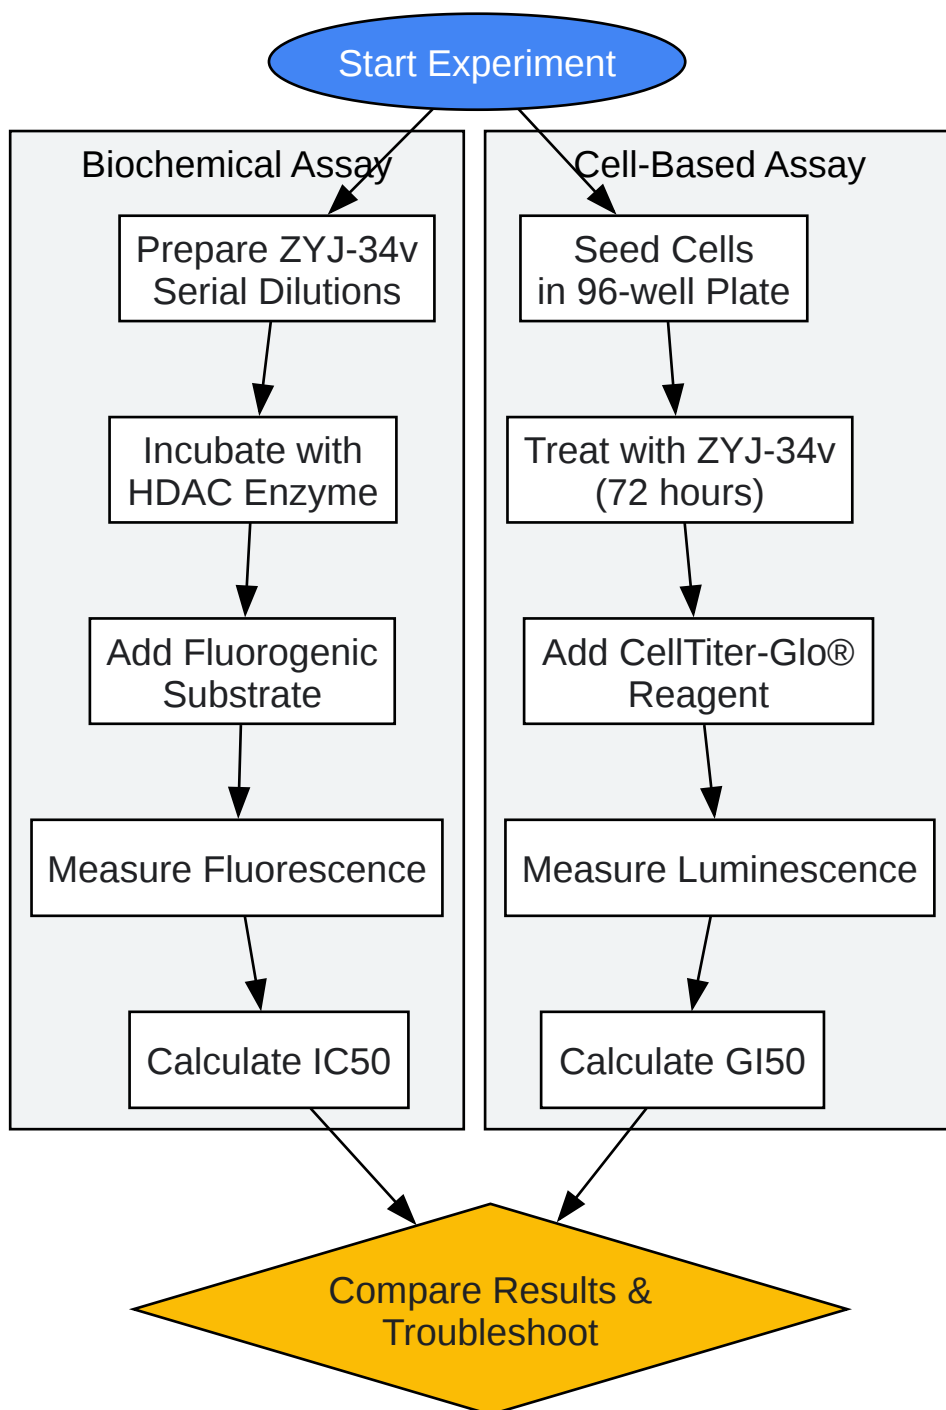 Start Experiment
Biochemical Assay
Prepare ZYJ-34v
Serial Dilutions
Incubate with
HDAC Enzyme
Add Fluorogenic
Substrate
Measure Fluorescence
Calculate IC50
Cell-Based Assay
Seed Cells
in 96-well Plate
Treat with ZYJ-34v
(72 hours)
Add CellTiter-Glo®
Reagent
Measure Luminescence
Calculate GI50
Compare Results &
Troubleshoot